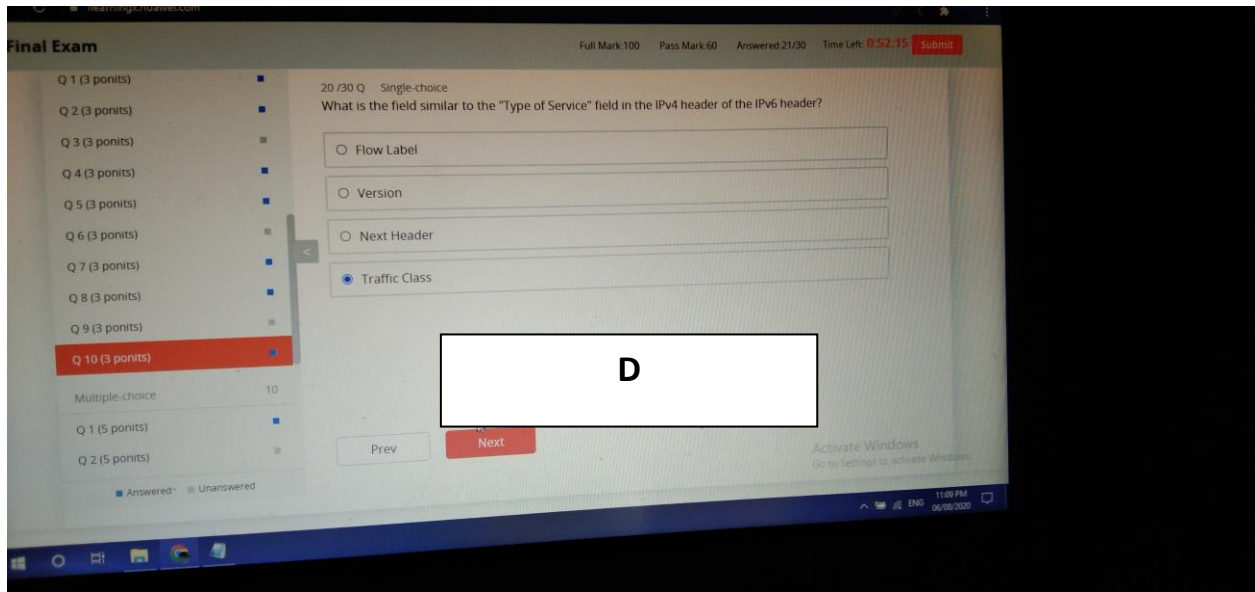 ilearningx.huawei.com
Final Exam
Full Mark:100 Pass Mark:60 Answered:21/30 Time Left: 0:52:15 Submit
Q 1 (3 ponits)
Q 2 (3 ponits)
Q 3 (3 ponits)
Q 4 (3 ponits)
Q 5 (3 ponits)
Q 6 (3 ponits)
Q 7 (3 ponits)
Q 8 (3 ponits)
Q 9 (3 ponits)
Q 10 (3 ponits)
Multiple-choice 10
Q 1 (5 ponits)
Q 2 (5 ponits)
Answered Unanswered
<
20 /30 Q Single-choice
What is the field similar to the "Type of Service" field in the IPv4 header of the IPv6 header?
Flow Label
Version
Next Header
Traffic Class
D
Prev Next
Activate Windows
Go to Settings to activate Windows.
ENG 11:09 PM
06/08/2020